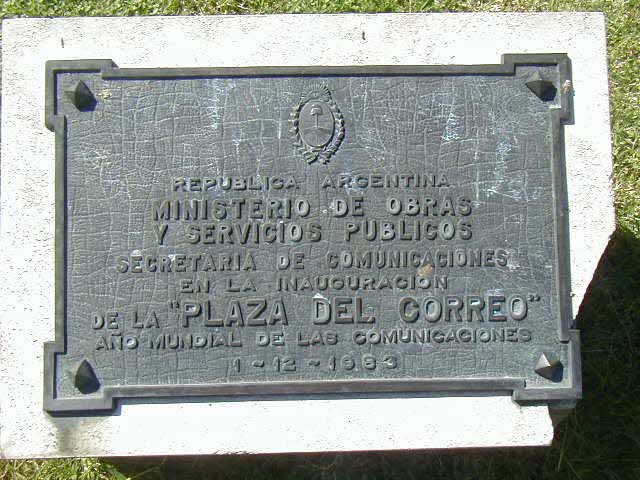 REPUBLICA ARGENTINA
MINISTERIO DE OBRAS
Y SERVICIOS PUBLICOS
SECRETARIA DE COMUNICACIONES
EN LA INAUGURACIÓN
DE LA "PLAZA DEL CORREO"
AÑO MUNDIAL DE LAS COMUNICACIONES
1-12-1983